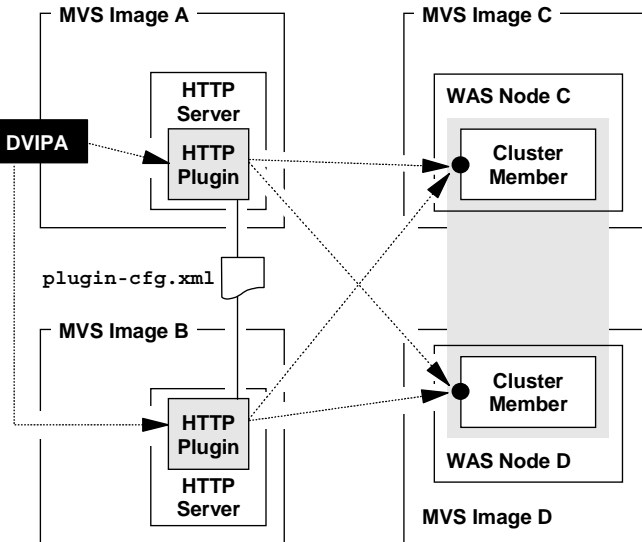 MVS Image A
MVS Image C
HTTP
Server
WAS Node C
DVIPA
HTTP
Plugin
Cluster
Member
plugin-cfg.xml
MVS Image B
HTTP
Plugin
Cluster
Member
HTTP
Server
WAS Node D
MVS Image D